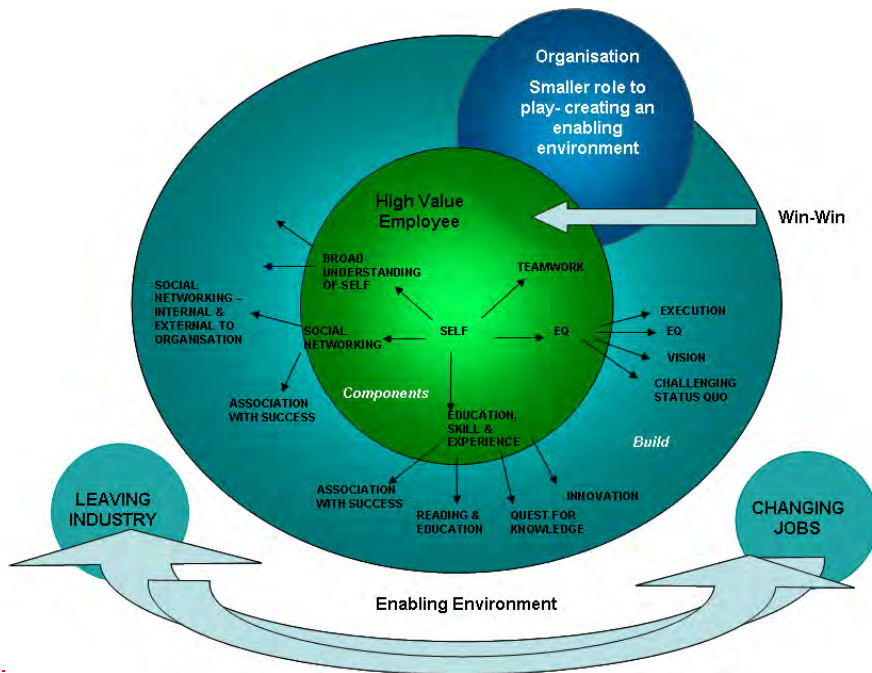 Organisation
Smaller role to
play- creating an
enabling
environment
High Value
Employee
Win-Win
BROAD
UNDERSTANDING
OF SELF
TEAMWORK
SOCIAL
NETWORKING –
INTERNAL &
EXTERNAL TO
ORGANISATION
SOCIAL
NETWORKING
SELF
EQ
EXECUTION
EQ
VISION
CHALLENGING
STATUS QUO
ASSOCIATION
WITH SUCCESS
Components
EDUCATION,
SKILL &
EXPERIENCE
Build
ASSOCIATION
WITH SUCCESS
READING &
EDUCATION
QUEST FOR
KNOWLEDGE
INNOVATION
LEAVING
INDUSTRY
CHANGING
JOBS
Enabling Environment